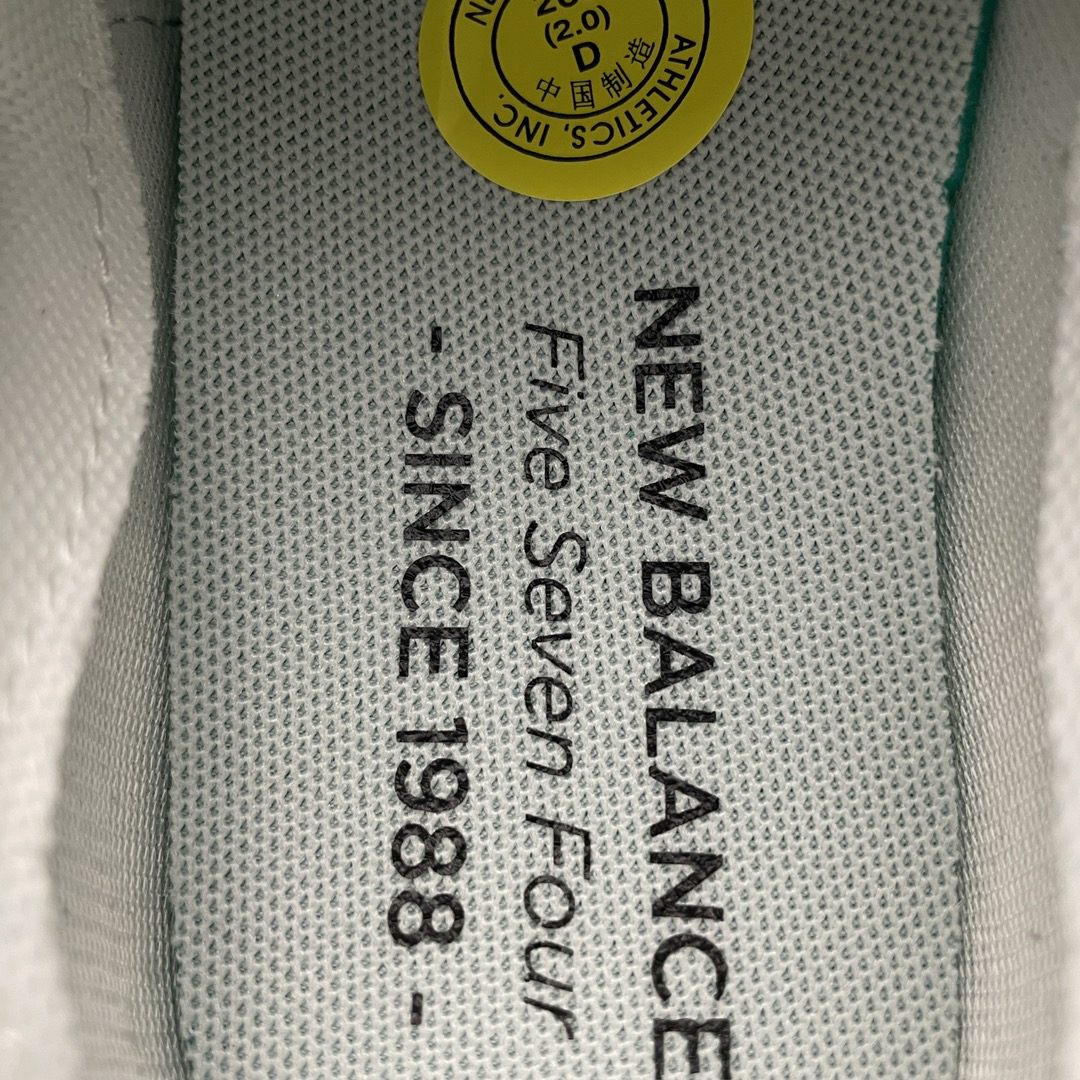 (2.0)
D
中国制造
ATHLETICS, INC.
NEW BALANCE
Five Seven Four
- SINCE 1988 -